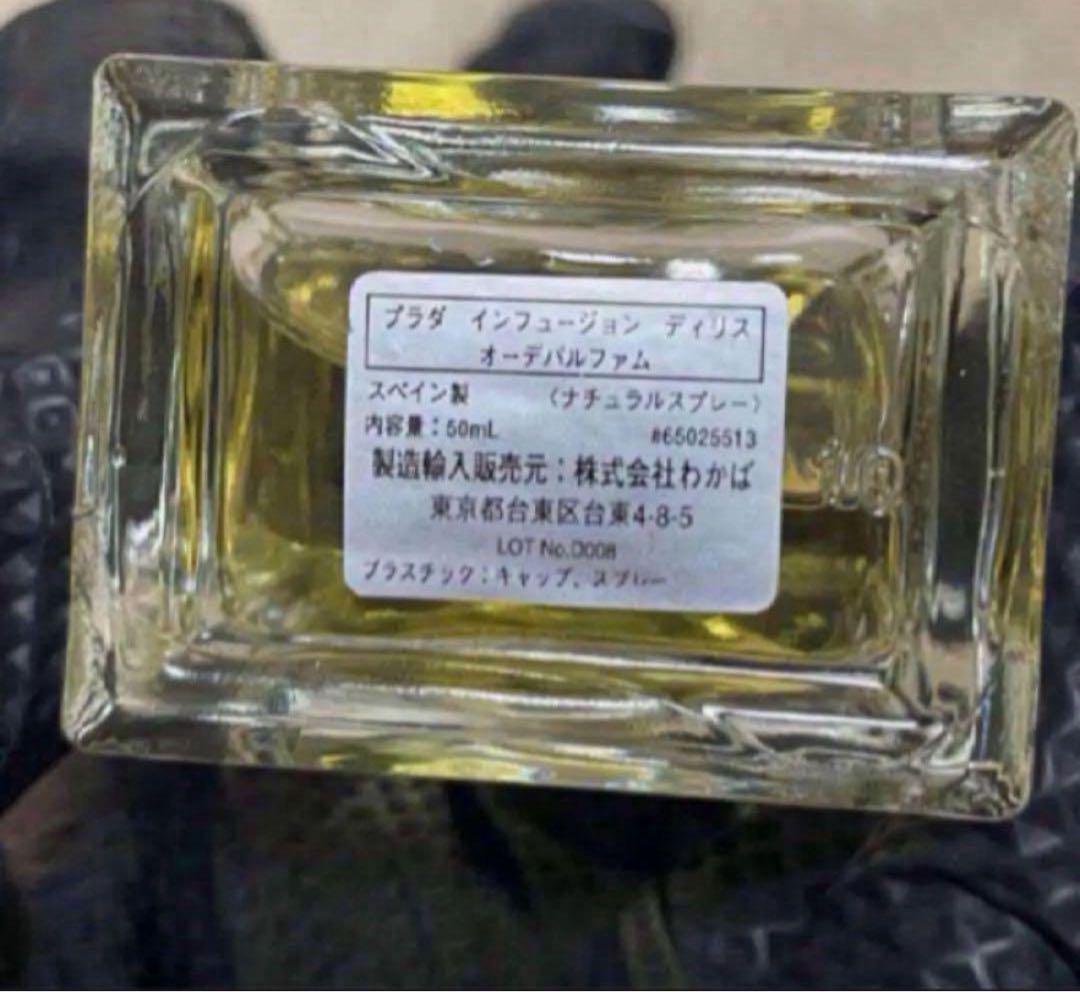 プラダ インフュージョン ディリス
オーデパルファム
スペイン製 〈ナチュラルスプレー〉
内容量：50mL #65025513
製造輸入販売元：株式会社わかば
東京都台東区台東4-8-5
LOT No.D008
プラスチック：キャップ、スプレー